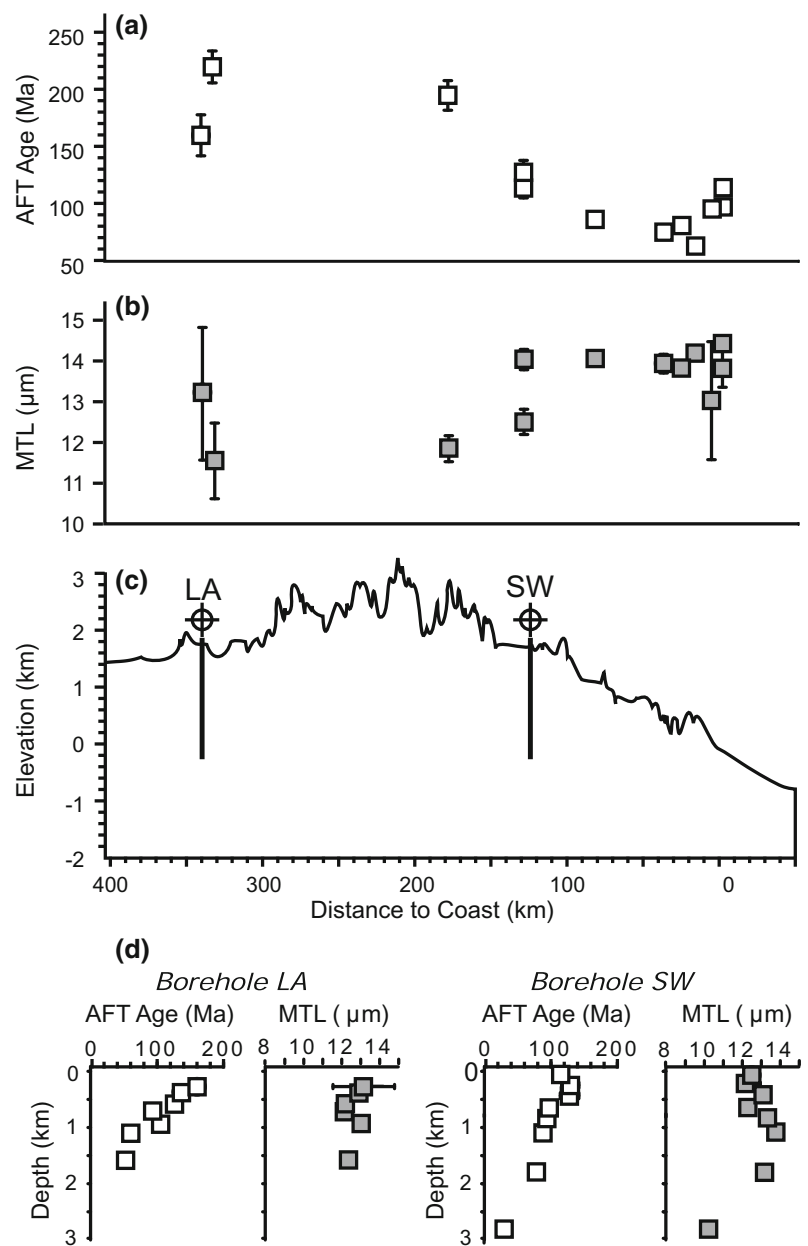 (a)
AFT Age (Ma)
250
200
150
100
50
(b)
MTL (μm)
15
14
13
12
11
10
(c)
LA
SW
Elevation (km)
3
2
1
0
-1
-2
400 300 200 100 0
Distance to Coast (km)
(d)
Borehole LA
Borehole SW
AFT Age (Ma)
MTL ( μm)
AFT Age (Ma)
MTL ( μm)
0 100 200
8 10 12 14
0 100 200
8 10 12 14
Depth (km)
0
1
2
3
Depth (km)
0
1
2
3